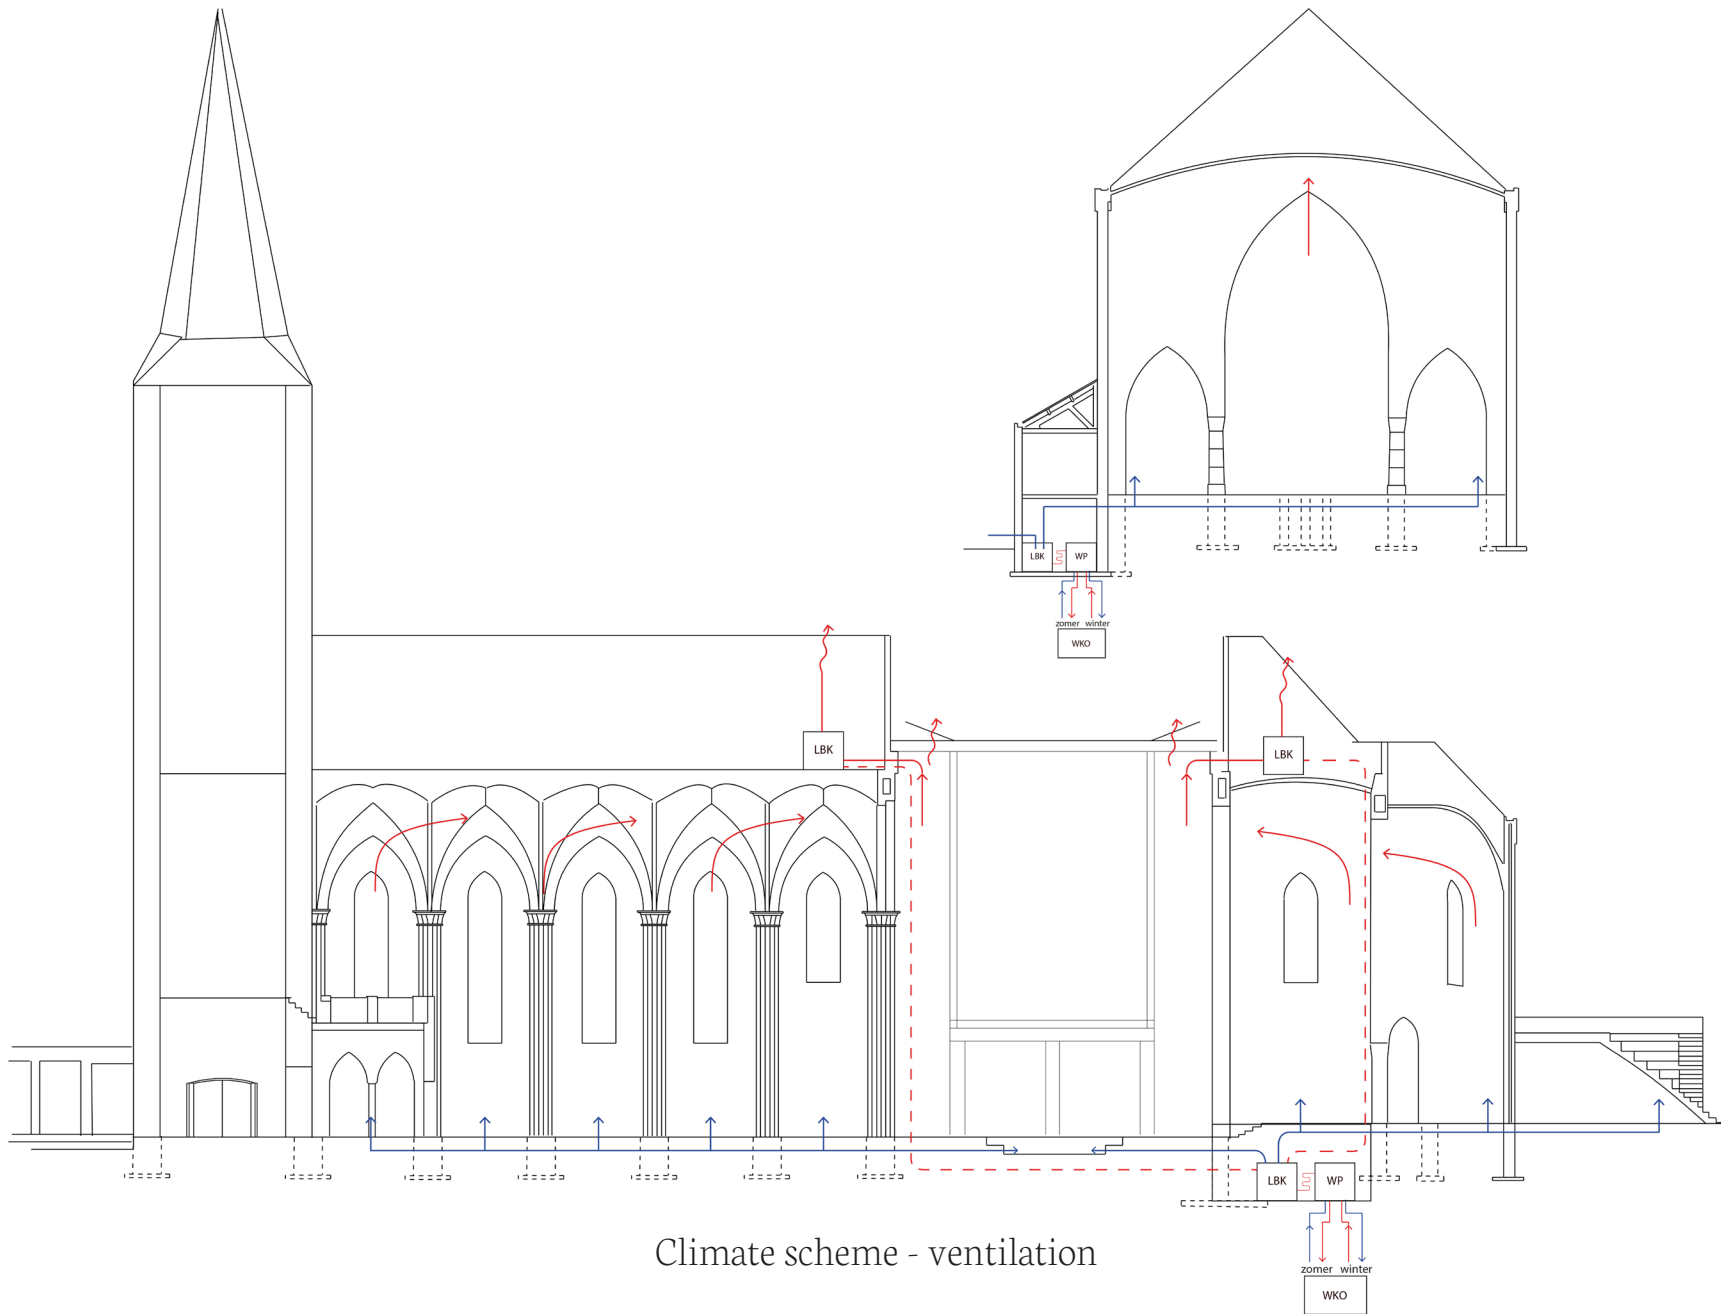 LBK WP
zomer winter
WKO
LBK
LBK
LBK WP
Climate scheme - ventilation
zomer winter
WKO